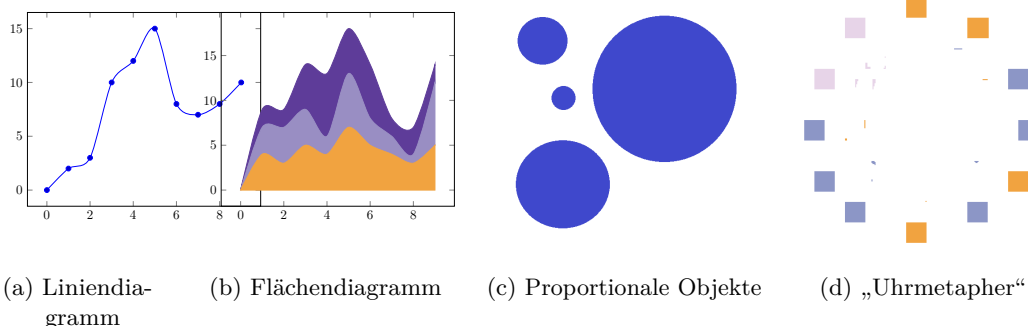 15
10
5
0
0 2 4 6 8
15
10
5
0
0 2 4 6 8
(a) Liniendia-
gramm
(b) Flächendiagramm
(c) Proportionale Objekte
(d) „Uhrmetapher“